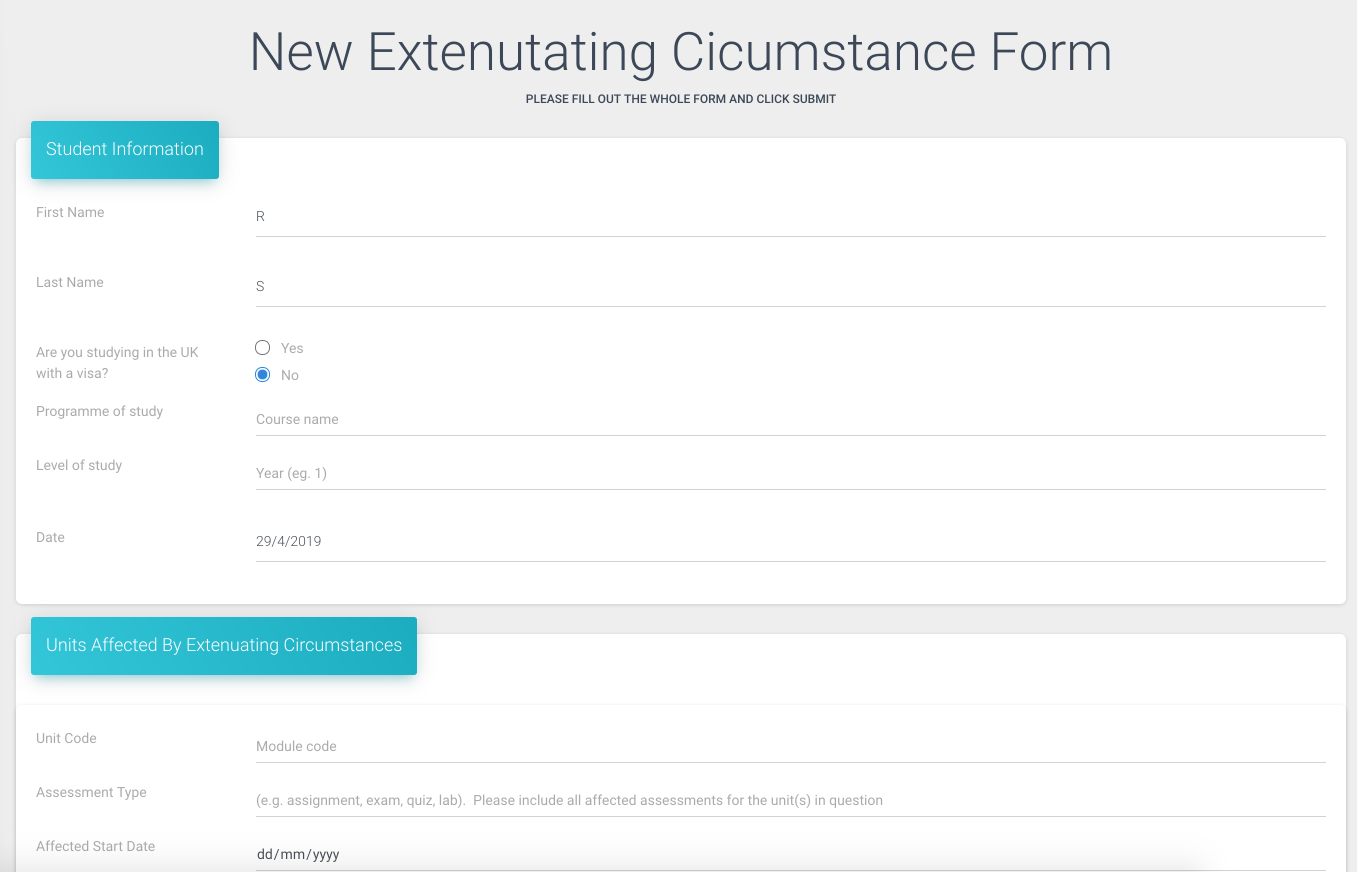 New Extenutating Cicumstance Form
PLEASE FILL OUT THE WHOLE FORM AND CLICK SUBMIT
Student Information
First Name
R
Last Name
S
Are you studying in the UK
with a visa?
Yes
No
Programme of study
Course name
Level of study
Year (eg. 1)
Date
29/4/2019
Units Affected By Extenuating Circumstances
Unit Code
Module code
Assessment Type
(e.g. assignment, exam, quiz, lab).  Please include all affected assessments for the unit(s) in question
Affected Start Date
dd/mm/yyyy